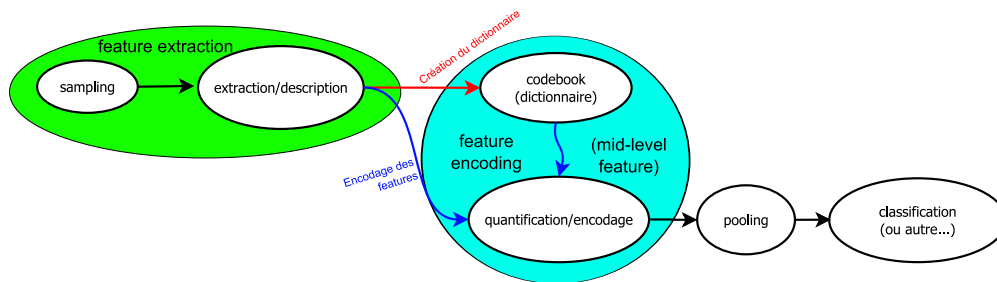 feature extraction
sampling
extraction/description
Création du dictionnaire
Encodage des
features
codebook
(dictionnaire)
feature
encoding
(mid-level
feature)
quantification/encodage
pooling
classification
(ou autre...)